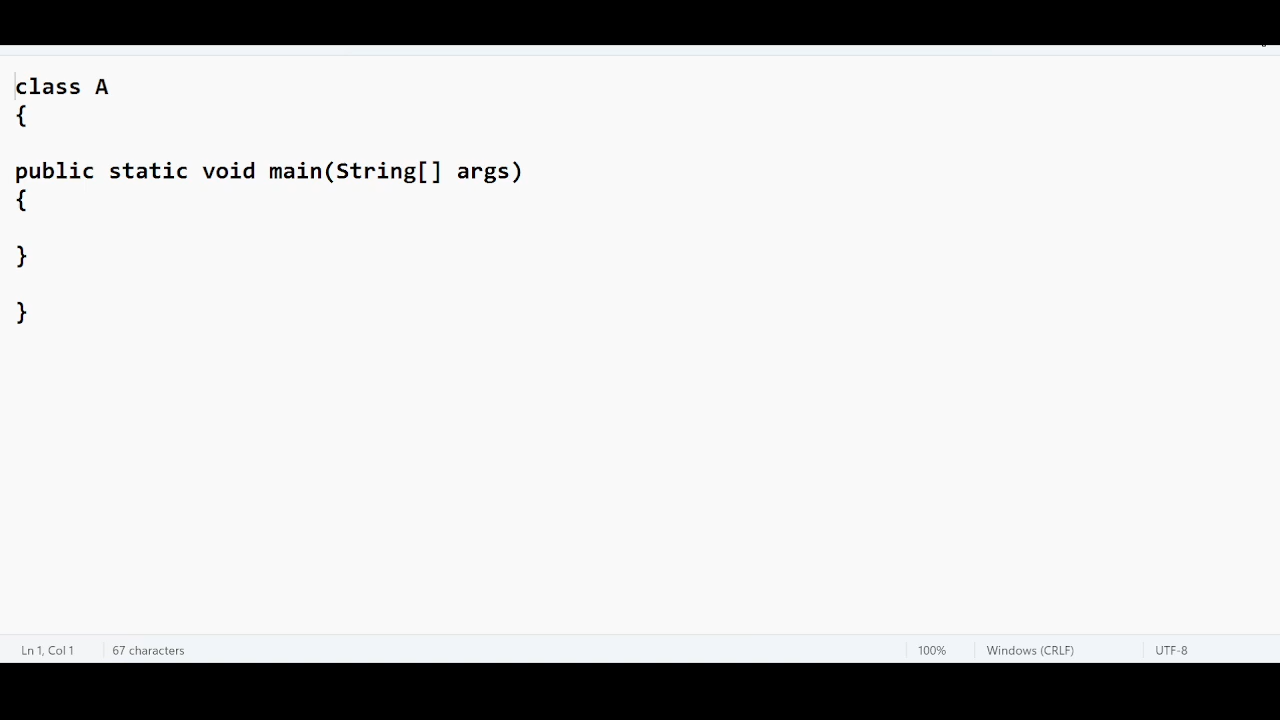 class A
{
public static void main(String[] args)
{
}
}
Ln 1, Col 1
67 characters
100%
Windows (CRLF)
UTF-8